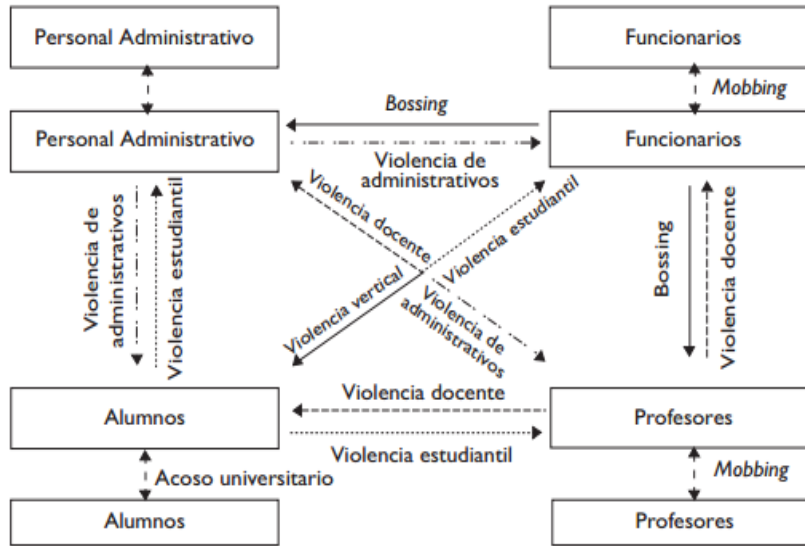 Personal Administrativo
Funcionarios
Mobbing
Personal Administrativo
Bossing
Funcionarios
Violencia de
administrativos
Violencia de
administrativos
Violencia estudiantil
Violencia docente
Violencia estudiantil
Violencia vertical
Violencia de
administrativos
Bossing
Violencia docente
Alumnos
Violencia docente
Profesores
Violencia estudiantil
Acoso universitario
Mobbing
Alumnos
Profesores